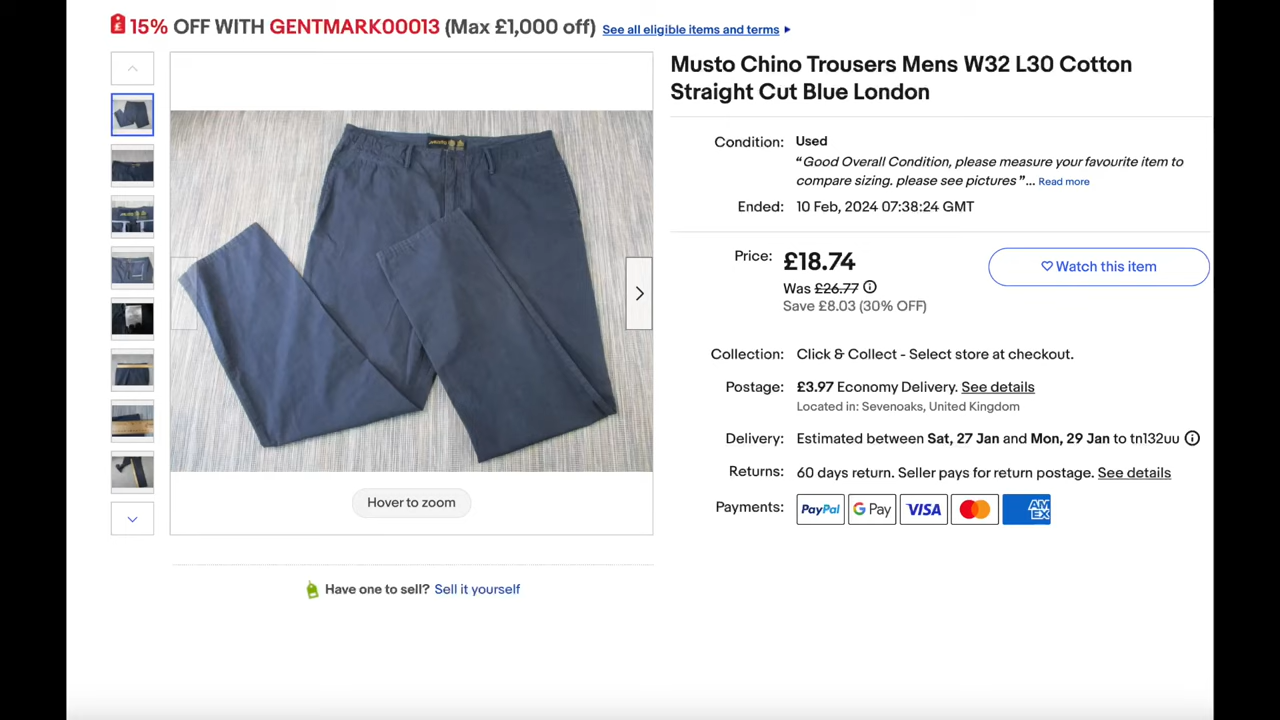 15% OFF WITH GENTMARK00013 (Max £1,000 off) See all eligible items and terms
Musto Chino Trousers Mens W32 L30 Cotton
Straight Cut Blue London
Condition: Used
“Good Overall Condition, please measure your favourite item to
compare sizing. please see pictures”... Read more
Ended: 10 Feb, 2024 07:38:24 GMT
Price: £18.74
Watch this item
Was £26.77
Save £8.03 (30% OFF)
Collection: Click & Collect - Select store at checkout.
Postage: £3.97 Economy Delivery. See details
Located in: Sevenoaks, United Kingdom
Delivery: Estimated between Sat, 27 Jan and Mon, 29 Jan to tn132uu
Returns: 60 days return. Seller pays for return postage. See details
Payments: PayPal G Pay VISA AM EX
Hover to zoom
Have one to sell? Sell it yourself